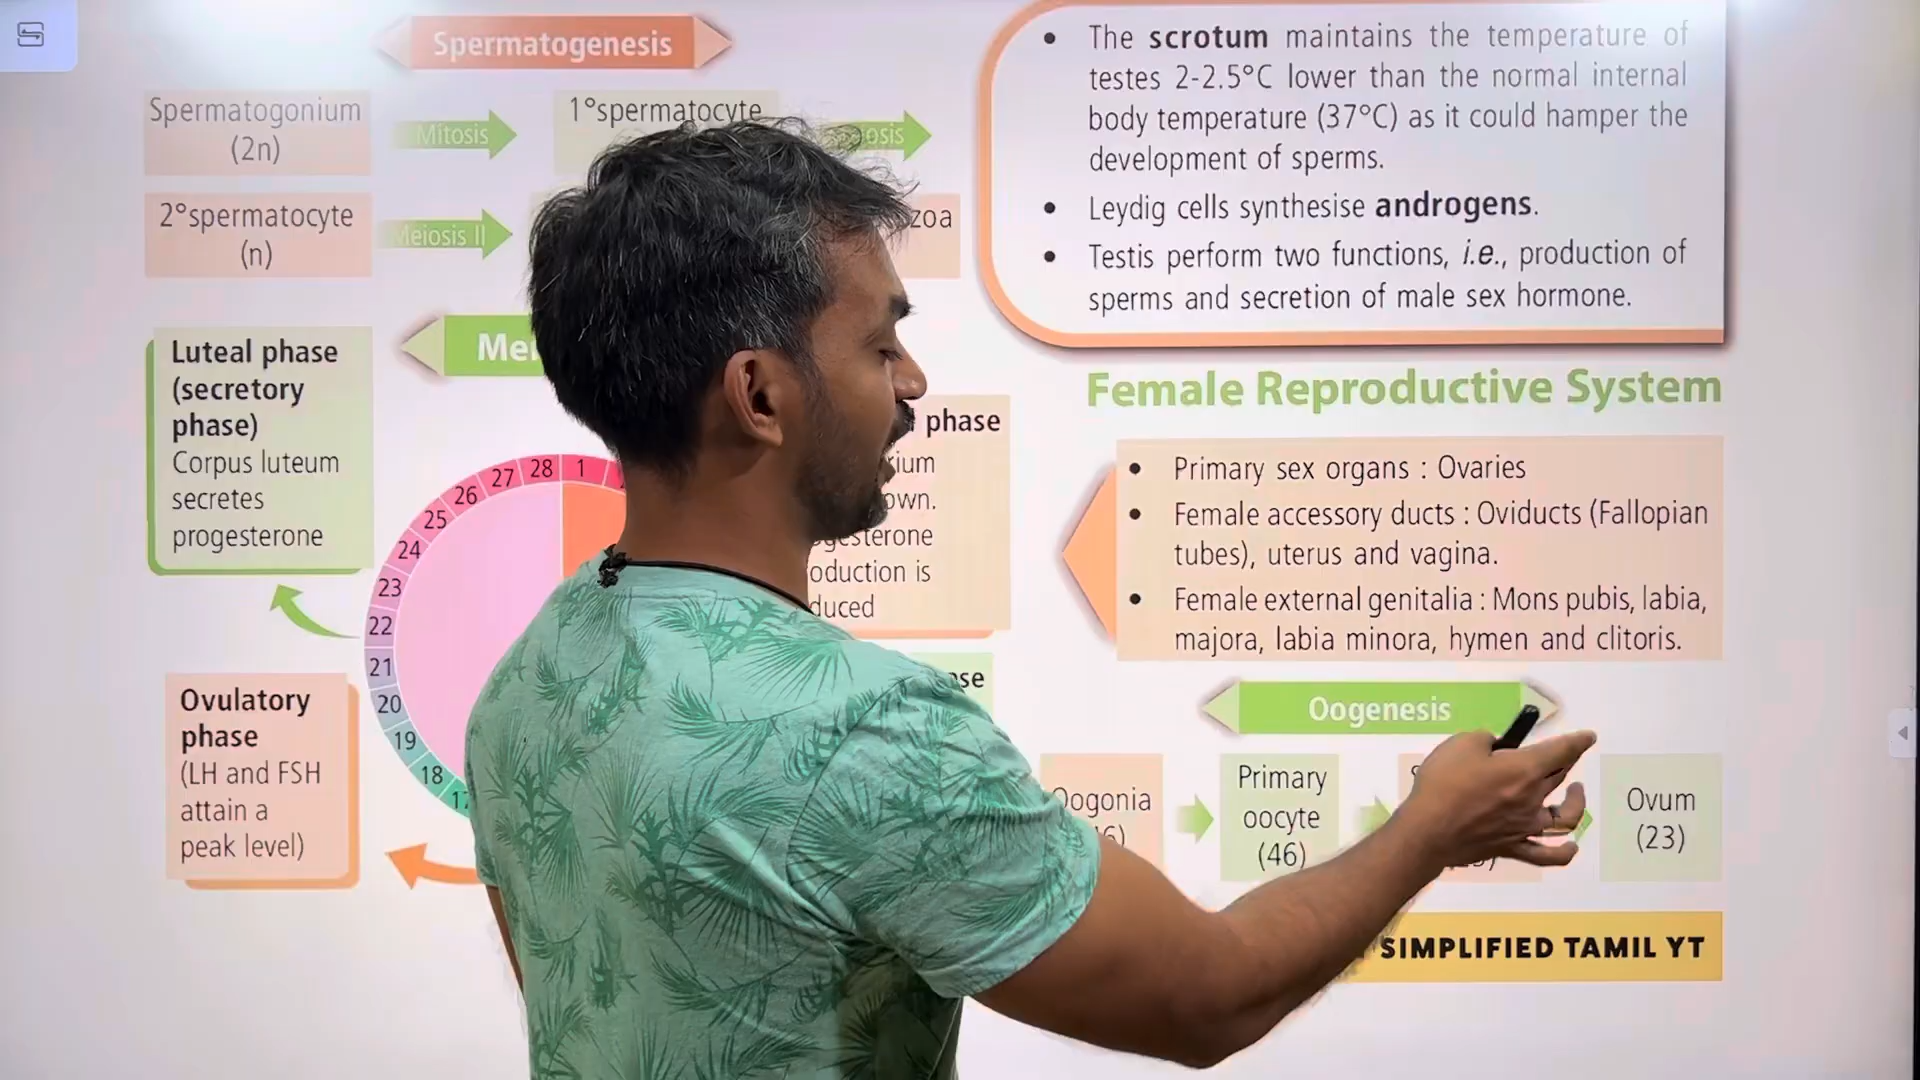 Spermatogenesis
Spermatogonium
(2n)
Mitosis
1°spermatocyte
2°spermatocyte
(n)
Meiosis II
The scrotum maintains the temperature of
testes 2-2.5°C lower than the normal internal
body temperature (37°C) as it could hamper the
development of sperms.
Leydig cells synthesise androgens.
Testis perform two functions, i.e., production of
sperms and secretion of male sex hormone.
Luteal phase
(secretory
phase)
Corpus luteum
secretes
progesterone
phase
28
1
27
26
25
24
23
22
21
20
19
18
17
Ovulatory
phase
(LH and FSH
attain a
peak level)
Female Reproductive System
Primary sex organs : Ovaries
Female accessory ducts : Oviducts (Fallopian
tubes), uterus and vagina.
Female external genitalia : Mons pubis, labia,
majora, labia minora, hymen and clitoris.
Oogenesis
Oogonia
Primary
oocyte
(46)
Ovum
(23)
SIMPLIFIED TAMIL YT